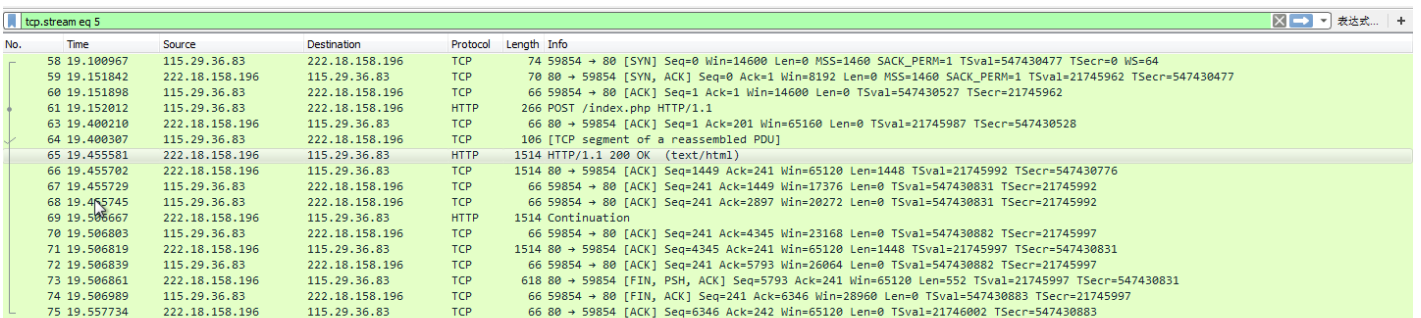 tcp.stream eq 5 表达式… +
No. Time Source Destination Protocol Length Info
58 19.100967 115.29.36.83 222.18.158.196 TCP 74 59854 → 80 [SYN] Seq=0 Win=14600 Len=0 MSS=1460 SACK_PERM=1 TSval=547430477 TSecr=0 WS=64
59 19.151842 222.18.158.196 115.29.36.83 TCP 70 80 → 59854 [SYN, ACK] Seq=0 Ack=1 Win=8192 Len=0 MSS=1460 SACK_PERM=1 TSval=21745962 TSecr=547430477
60 19.151898 115.29.36.83 222.18.158.196 TCP 66 59854 → 80 [ACK] Seq=1 Ack=1 Win=14600 Len=0 TSval=547430527 TSecr=21745962
61 19.152012 115.29.36.83 222.18.158.196 HTTP 266 POST /index.php HTTP/1.1
63 19.400210 222.18.158.196 115.29.36.83 TCP 66 80 → 59854 [ACK] Seq=1 Ack=201 Win=65160 Len=0 TSval=21745987 TSecr=547430528
64 19.400307 115.29.36.83 222.18.158.196 TCP 106 [TCP segment of a reassembled PDU]
65 19.455581 222.18.158.196 115.29.36.83 HTTP 1514 HTTP/1.1 200 OK (text/html)
66 19.455702 222.18.158.196 115.29.36.83 TCP 1514 80 → 59854 [ACK] Seq=1449 Ack=241 Win=65120 Len=1448 TSval=21745992 TSecr=547430776
67 19.455729 115.29.36.83 222.18.158.196 TCP 66 59854 → 80 [ACK] Seq=241 Ack=1449 Win=17376 Len=0 TSval=547430831 TSecr=21745992
68 19.455745 115.29.36.83 222.18.158.196 TCP 66 59854 → 80 [ACK] Seq=241 Ack=2897 Win=20272 Len=0 TSval=547430831 TSecr=21745992
69 19.506667 222.18.158.196 115.29.36.83 HTTP 1514 Continuation
70 19.506803 115.29.36.83 222.18.158.196 TCP 66 59854 → 80 [ACK] Seq=241 Ack=4345 Win=23168 Len=0 TSval=547430882 TSecr=21745997
71 19.506819 222.18.158.196 115.29.36.83 TCP 1514 80 → 59854 [ACK] Seq=4345 Ack=241 Win=65120 Len=1448 TSval=21745997 TSecr=547430831
72 19.506839 115.29.36.83 222.18.158.196 TCP 66 59854 → 80 [ACK] Seq=241 Ack=5793 Win=26064 Len=0 TSval=547430882 TSecr=21745997
73 19.506861 222.18.158.196 115.29.36.83 TCP 618 80 → 59854 [FIN, PSH, ACK] Seq=5793 Ack=241 Win=65120 Len=552 TSval=21745997 TSecr=547430831
74 19.506989 115.29.36.83 222.18.158.196 TCP 66 59854 → 80 [FIN, ACK] Seq=241 Ack=6346 Win=28960 Len=0 TSval=547430883 TSecr=21745997
75 19.557734 222.18.158.196 115.29.36.83 TCP 66 80 → 59854 [ACK] Seq=6346 Ack=242 Win=65120 Len=0 TSval=21746002 TSecr=547430883